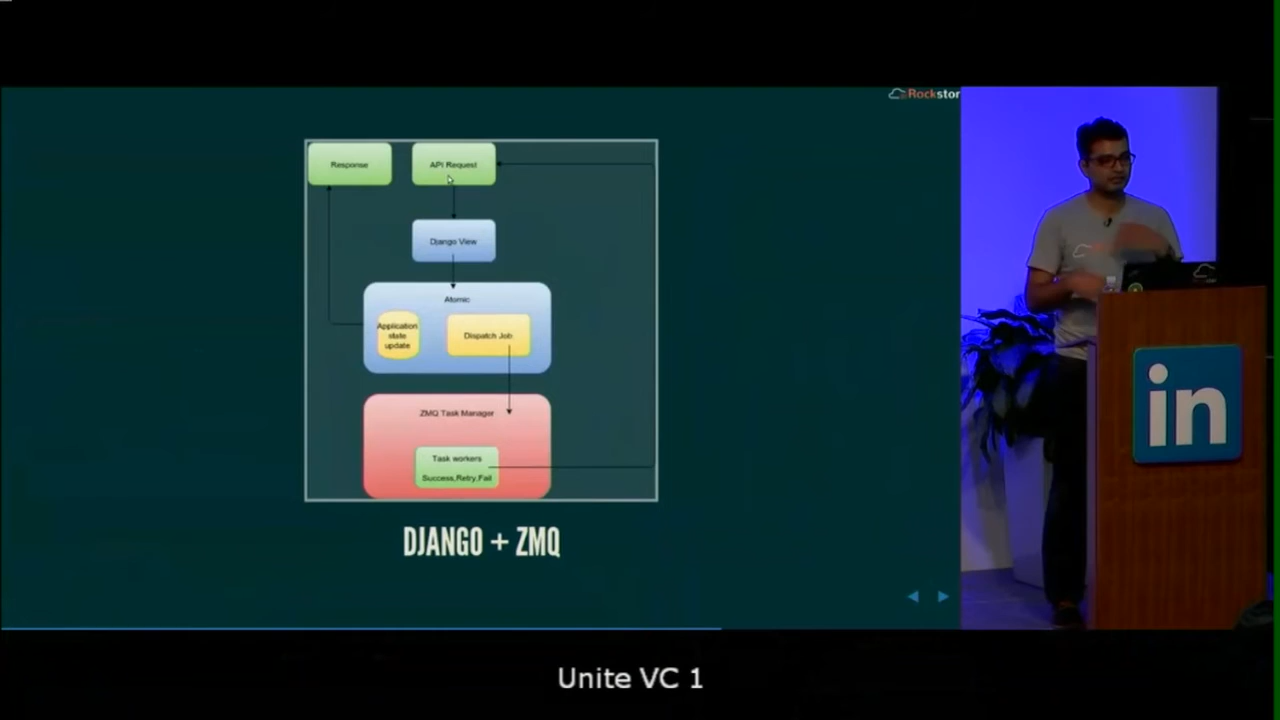 Rockstor
Response
API Request
Django View
Atomic
Application
state
update
Dispatch Job
ZMQ Task Manager
Task workers
Success,Retry,Fail
DJANGO + ZMQ
in
Unite VC 1